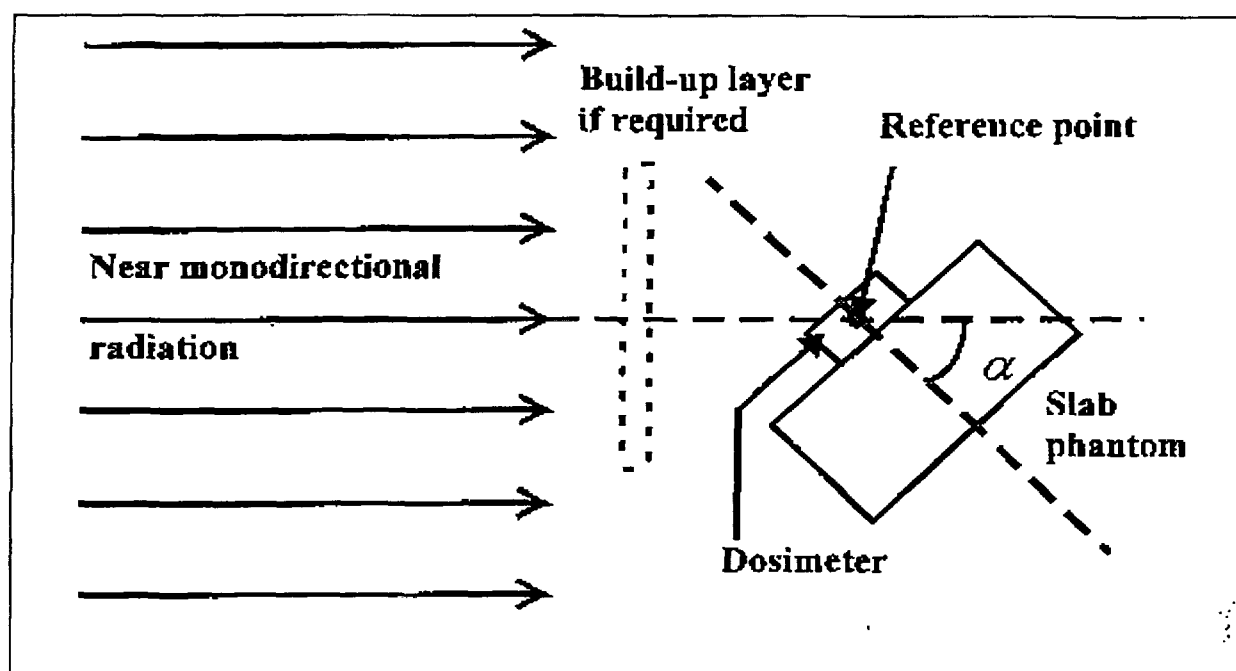 Build-up layer
if required
Reference point
Near monodirectional
radiation
α
Slab
phantom
Dosimeter